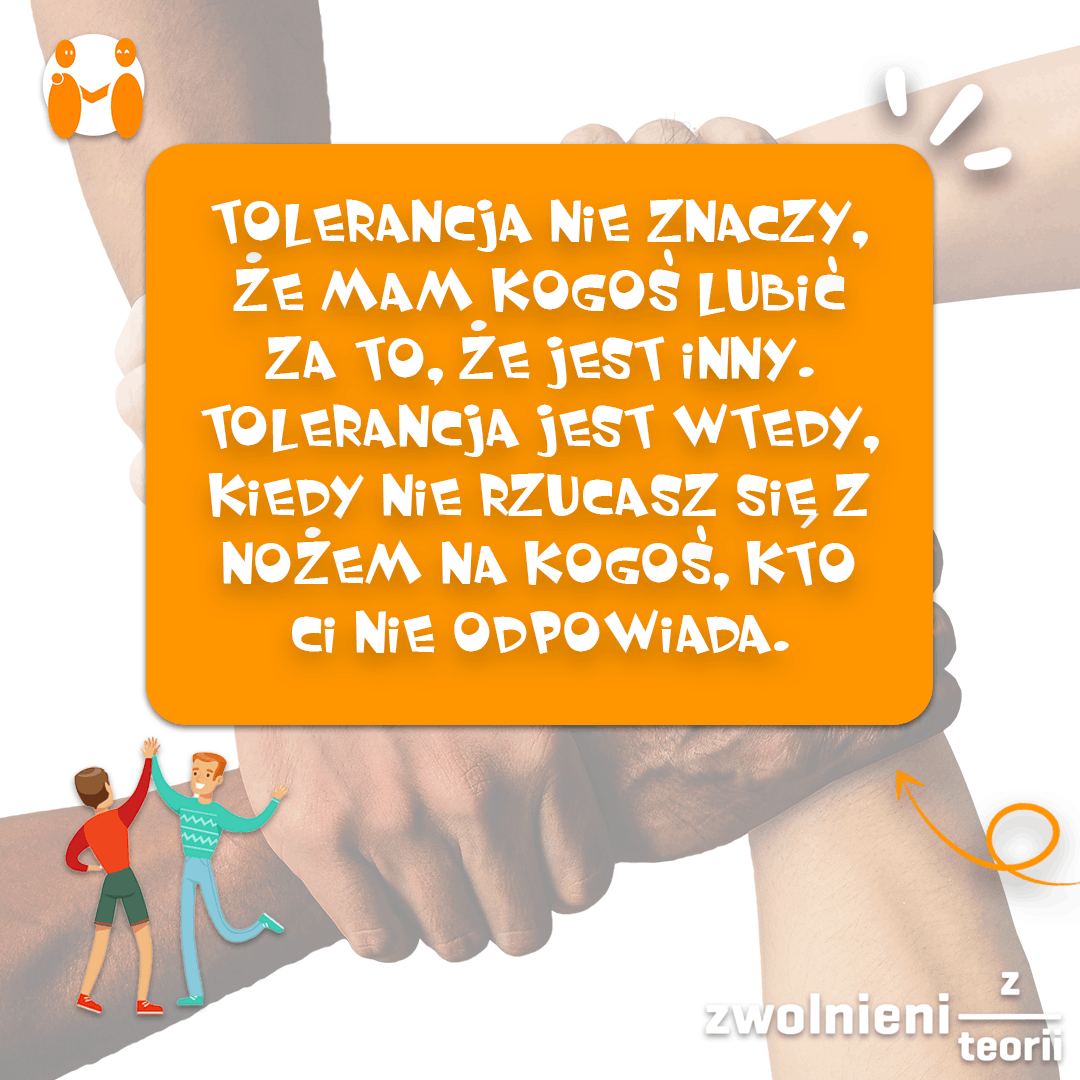 TOLERANCJA NIE ZNACZY,
ŻE MAM KOGOŚ LUBIĆ
ZA TO, ŻE JEST INNY.
TOLERANCJA JEST WTEDY,
KIEDY NIE RZUCASZ SIĘ Z
NOŻEM NA KOGOŚ, KTO
CI NIE ODPOWIADA.
zwolnieni z teorii